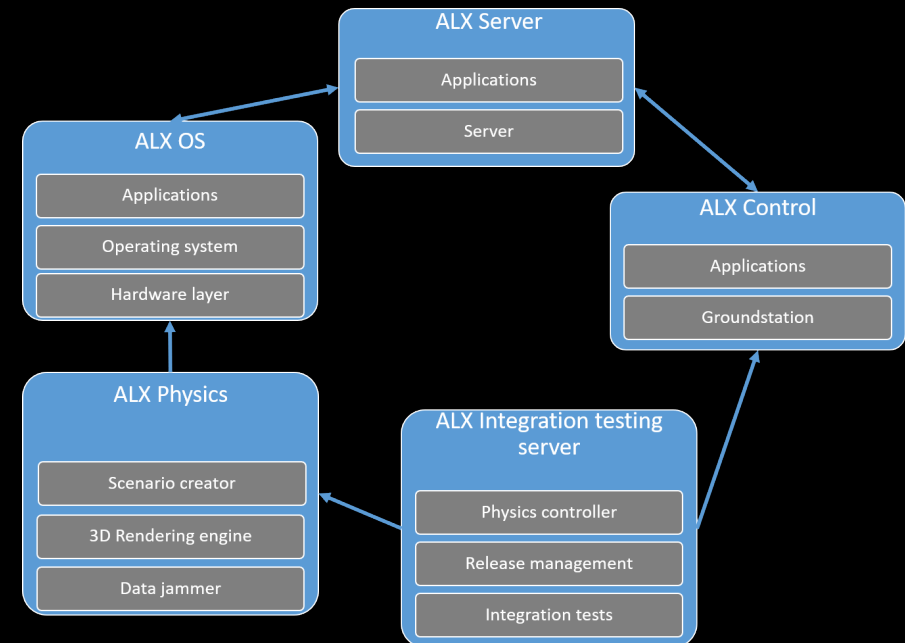 ALX Server
Applications
Server
ALX OS
Applications
Operating system
Hardware layer
ALX Control
Applications
Groundstation
ALX Physics
Scenario creator
3D Rendering engine
Data jammer
ALX Integration testing
server
Physics controller
Release management
Integration tests